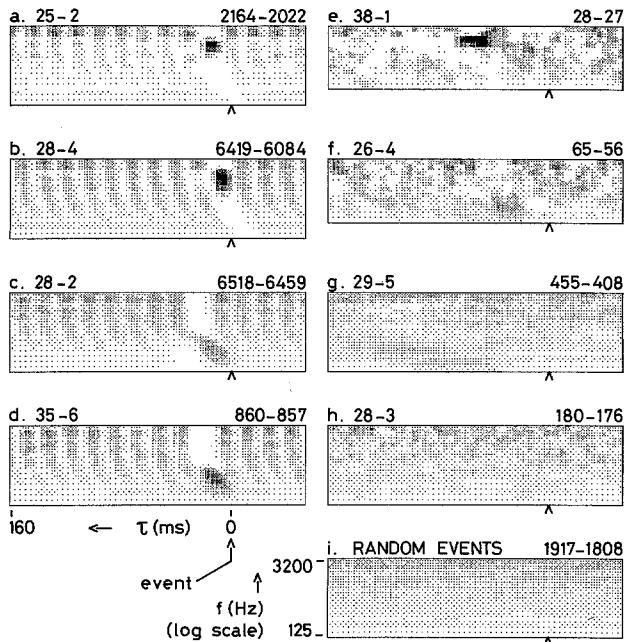 a. 25-2 2164-2022
b. 28-4 6419-6084
c. 28-2 6518-6459
d. 35-6 860-857
160 ← τ (ms) 0
event
f (Hz)
(log scale)
e. 38-1 28-27
f. 26-4 65-56
g. 29-5 455-408
h. 28-3 180-176
i. RANDOM EVENTS 1917-1808
3200
125